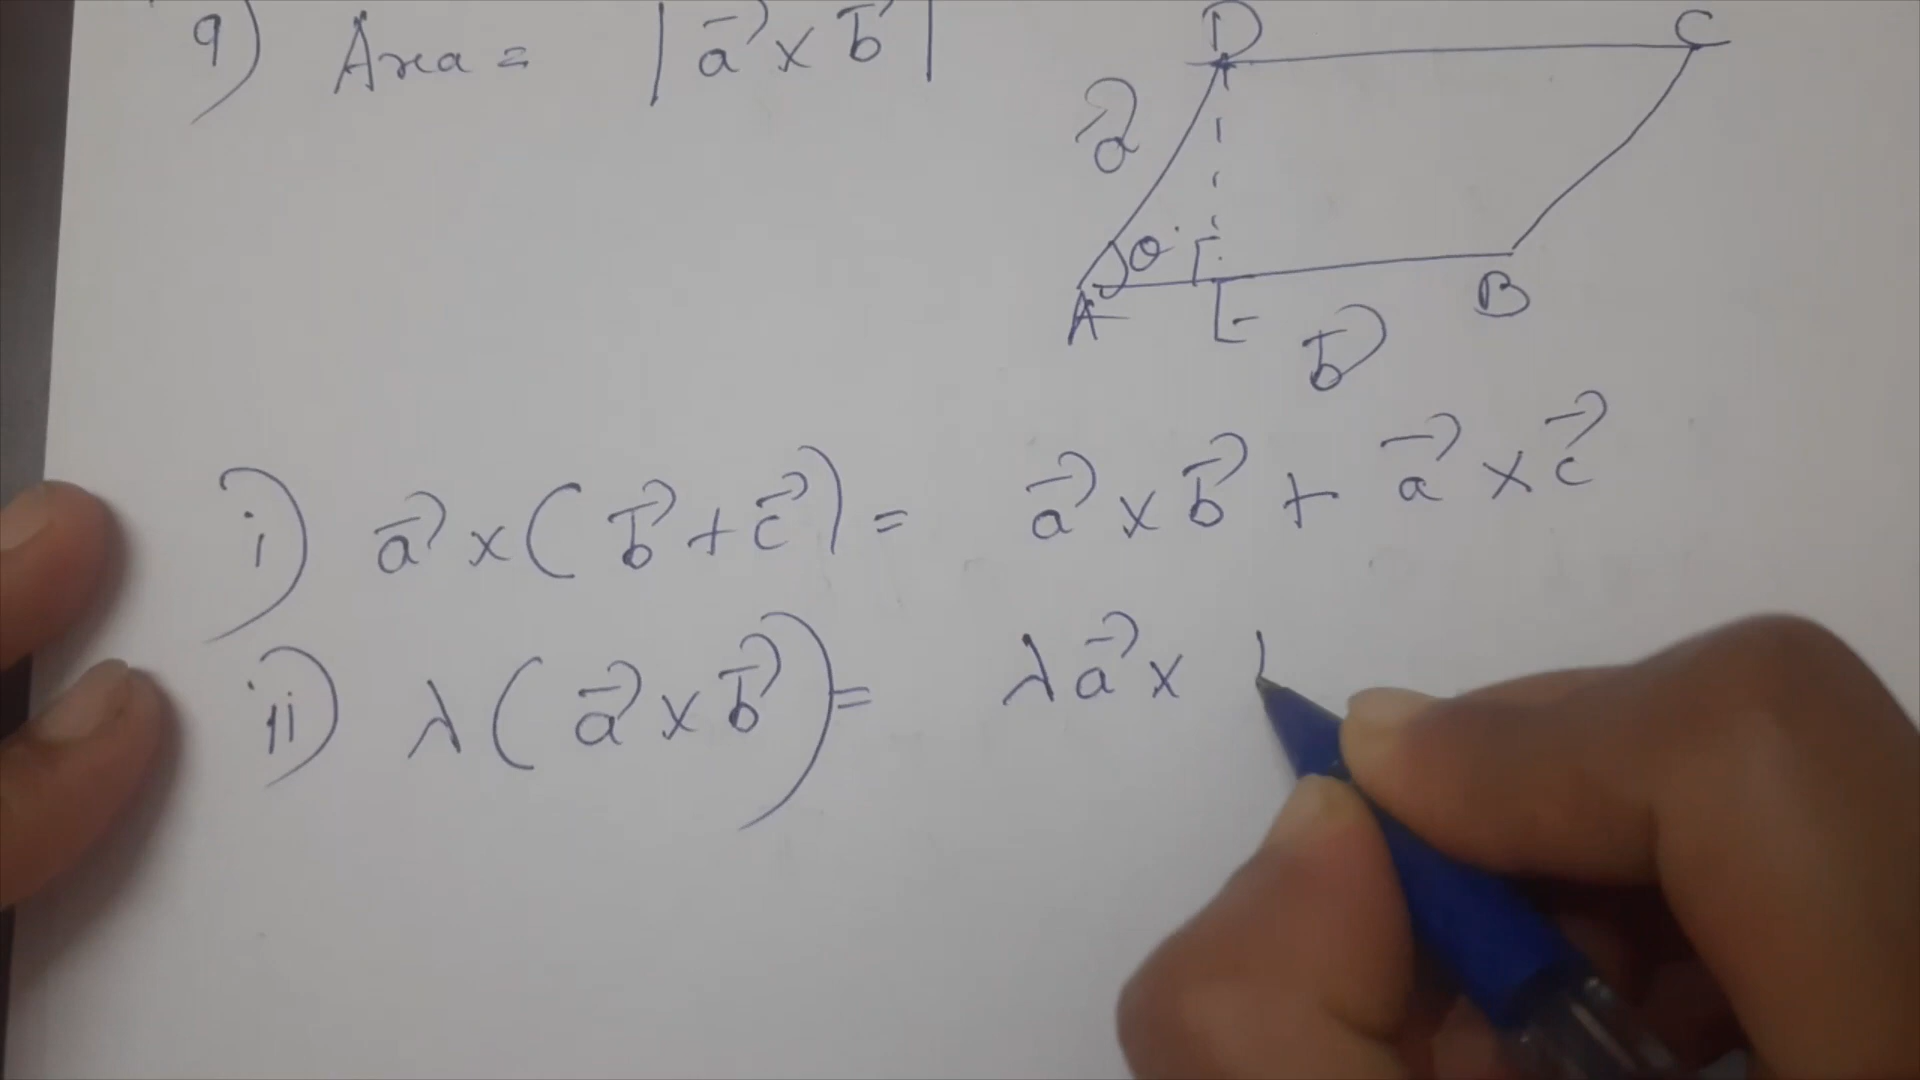 9) Area = |a⃗ × b⃗|
D C
a⃗
θ
A E B
b⃗
i) a⃗ × (b⃗ + c⃗) = a⃗ × b⃗ + a⃗ × c⃗
ii) λ(a⃗ × b⃗) = λa⃗ ×